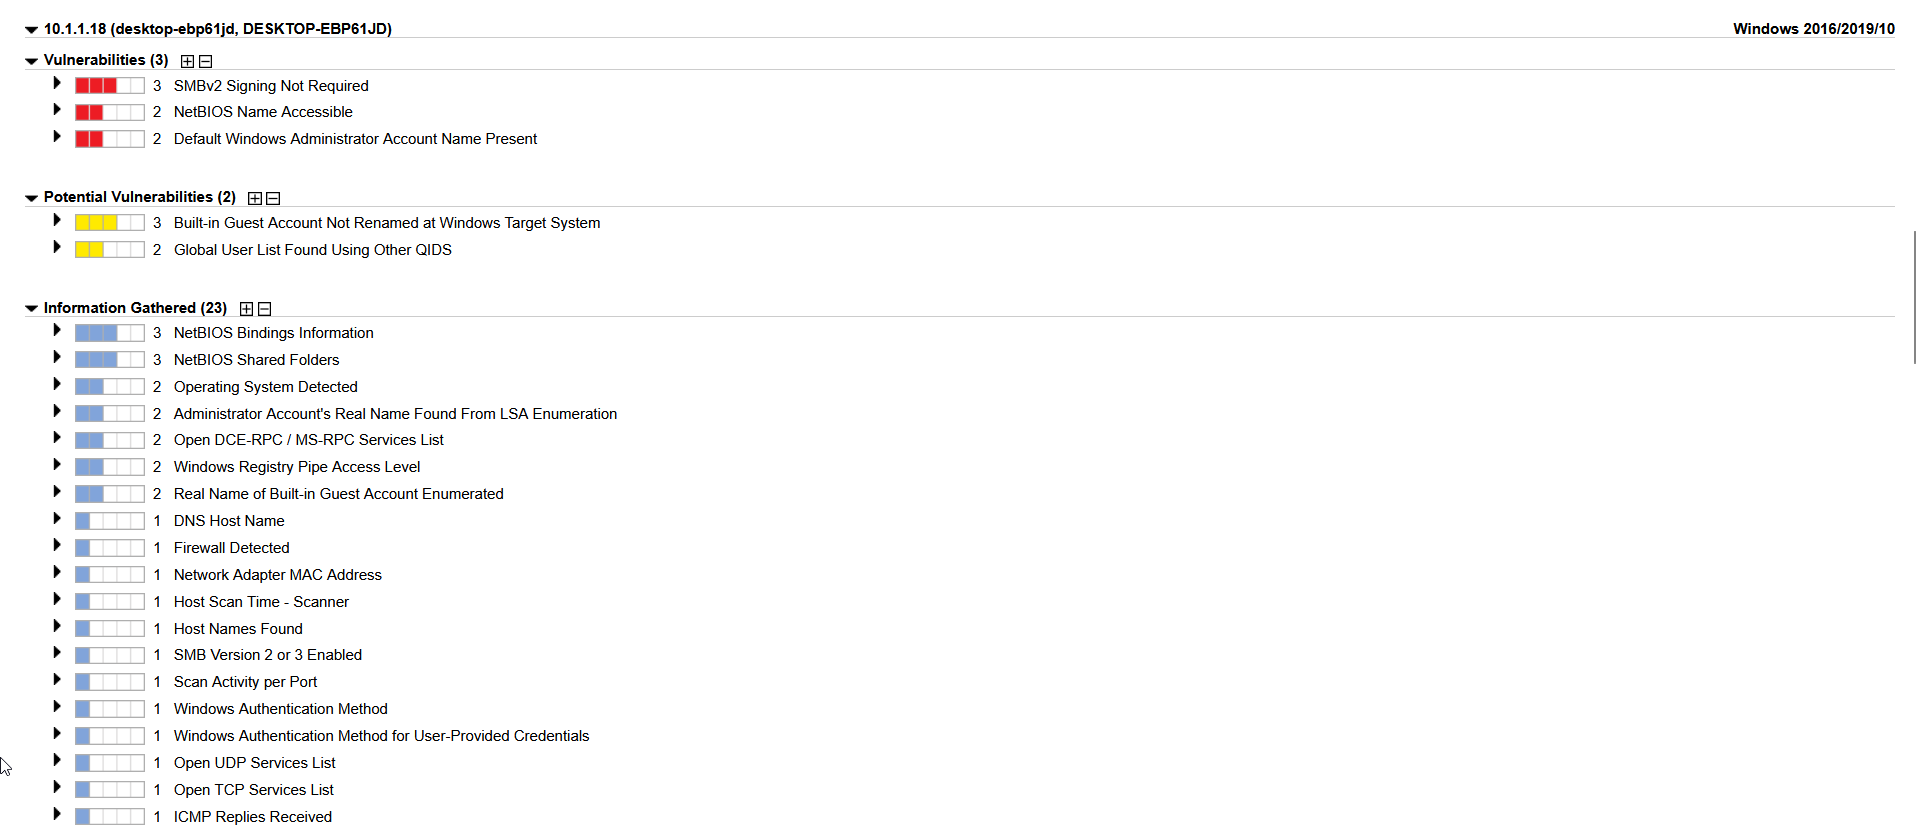 10.1.1.18 (desktop-ebp61jd, DESKTOP-EBP61JD) Windows 2016/2019/10
Vulnerabilities (3)
3 SMBv2 Signing Not Required
2 NetBIOS Name Accessible
2 Default Windows Administrator Account Name Present
Potential Vulnerabilities (2)
3 Built-in Guest Account Not Renamed at Windows Target System
2 Global User List Found Using Other QIDS
Information Gathered (23)
3 NetBIOS Bindings Information
3 NetBIOS Shared Folders
2 Operating System Detected
2 Administrator Account's Real Name Found From LSA Enumeration
2 Open DCE-RPC / MS-RPC Services List
2 Windows Registry Pipe Access Level
2 Real Name of Built-in Guest Account Enumerated
1 DNS Host Name
1 Firewall Detected
1 Network Adapter MAC Address
1 Host Scan Time - Scanner
1 Host Names Found
1 SMB Version 2 or 3 Enabled
1 Scan Activity per Port
1 Windows Authentication Method
1 Windows Authentication Method for User-Provided Credentials
1 Open UDP Services List
1 Open TCP Services List
1 ICMP Replies Received